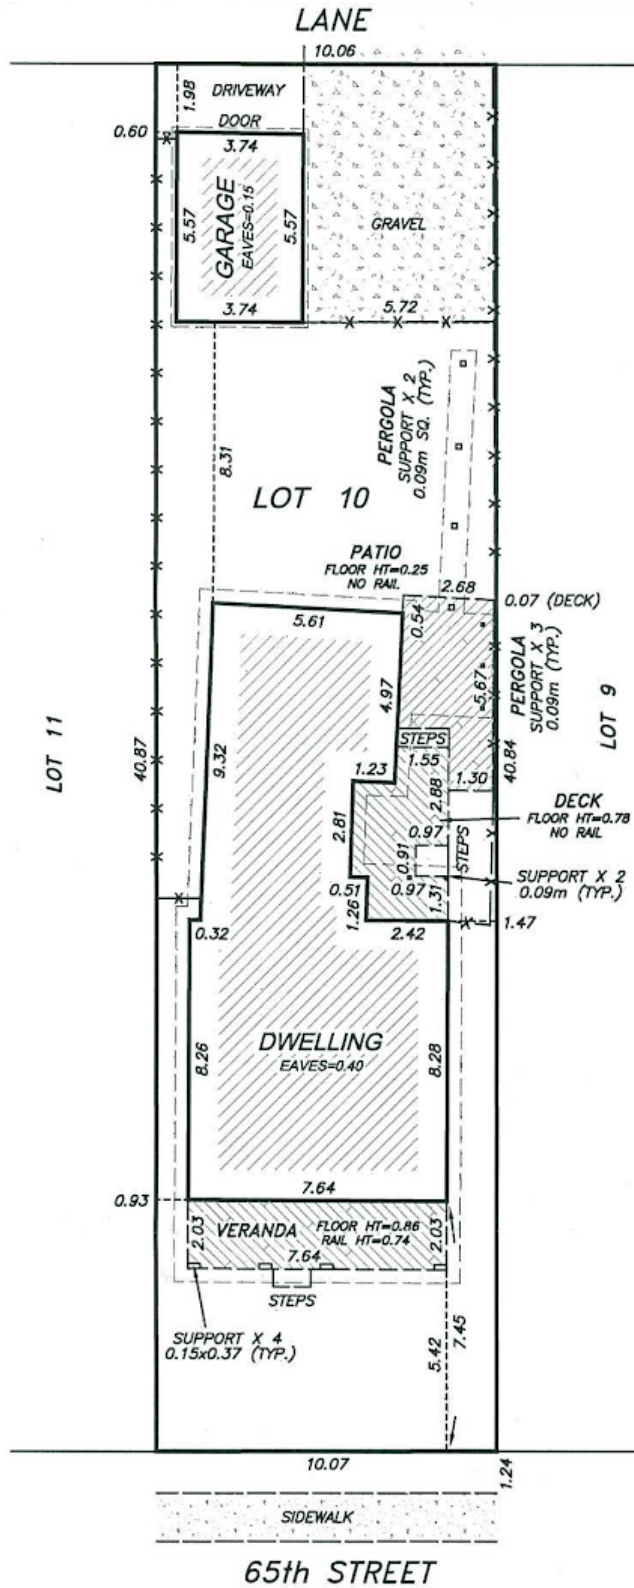 LANE
10.06
1.98
DRIVEWAY
DOOR
0.60
3.74
5.57
GARAGE
EAVES=0.15
5.57
GRAVEL
3.74
5.72
8.31
PERGOLA
SUPPORT X 2
0.09m SQ. (TYP.)
LOT 10
PATIO
FLOOR HT=0.25
NO RAIL
2.68
0.07 (DECK)
5.61
0.54
4.97
5.67
PERGOLA
SUPPORT X 3
0.09m (TYP.)
LOT 9
LOT 11
40.87
9.32
STEPS
1.55
1.23
2.88
1.30
40.84
DECK
FLOOR HT=0.78
NO RAIL
2.81
0.97
0.91
STEPS
0.51
0.97
SUPPORT X 2
0.09m (TYP.)
1.26
1.31
0.32
2.42
1.47
DWELLING
EAVES=0.40
8.26
8.28
7.64
0.93
2.03
VERANDA
FLOOR HT=0.86
RAIL HT=0.74
2.03
7.64
STEPS
SUPPORT X 4
0.15x0.37 (TYP.)
5.42
7.45
10.07
1.24
SIDEWALK
65th STREET